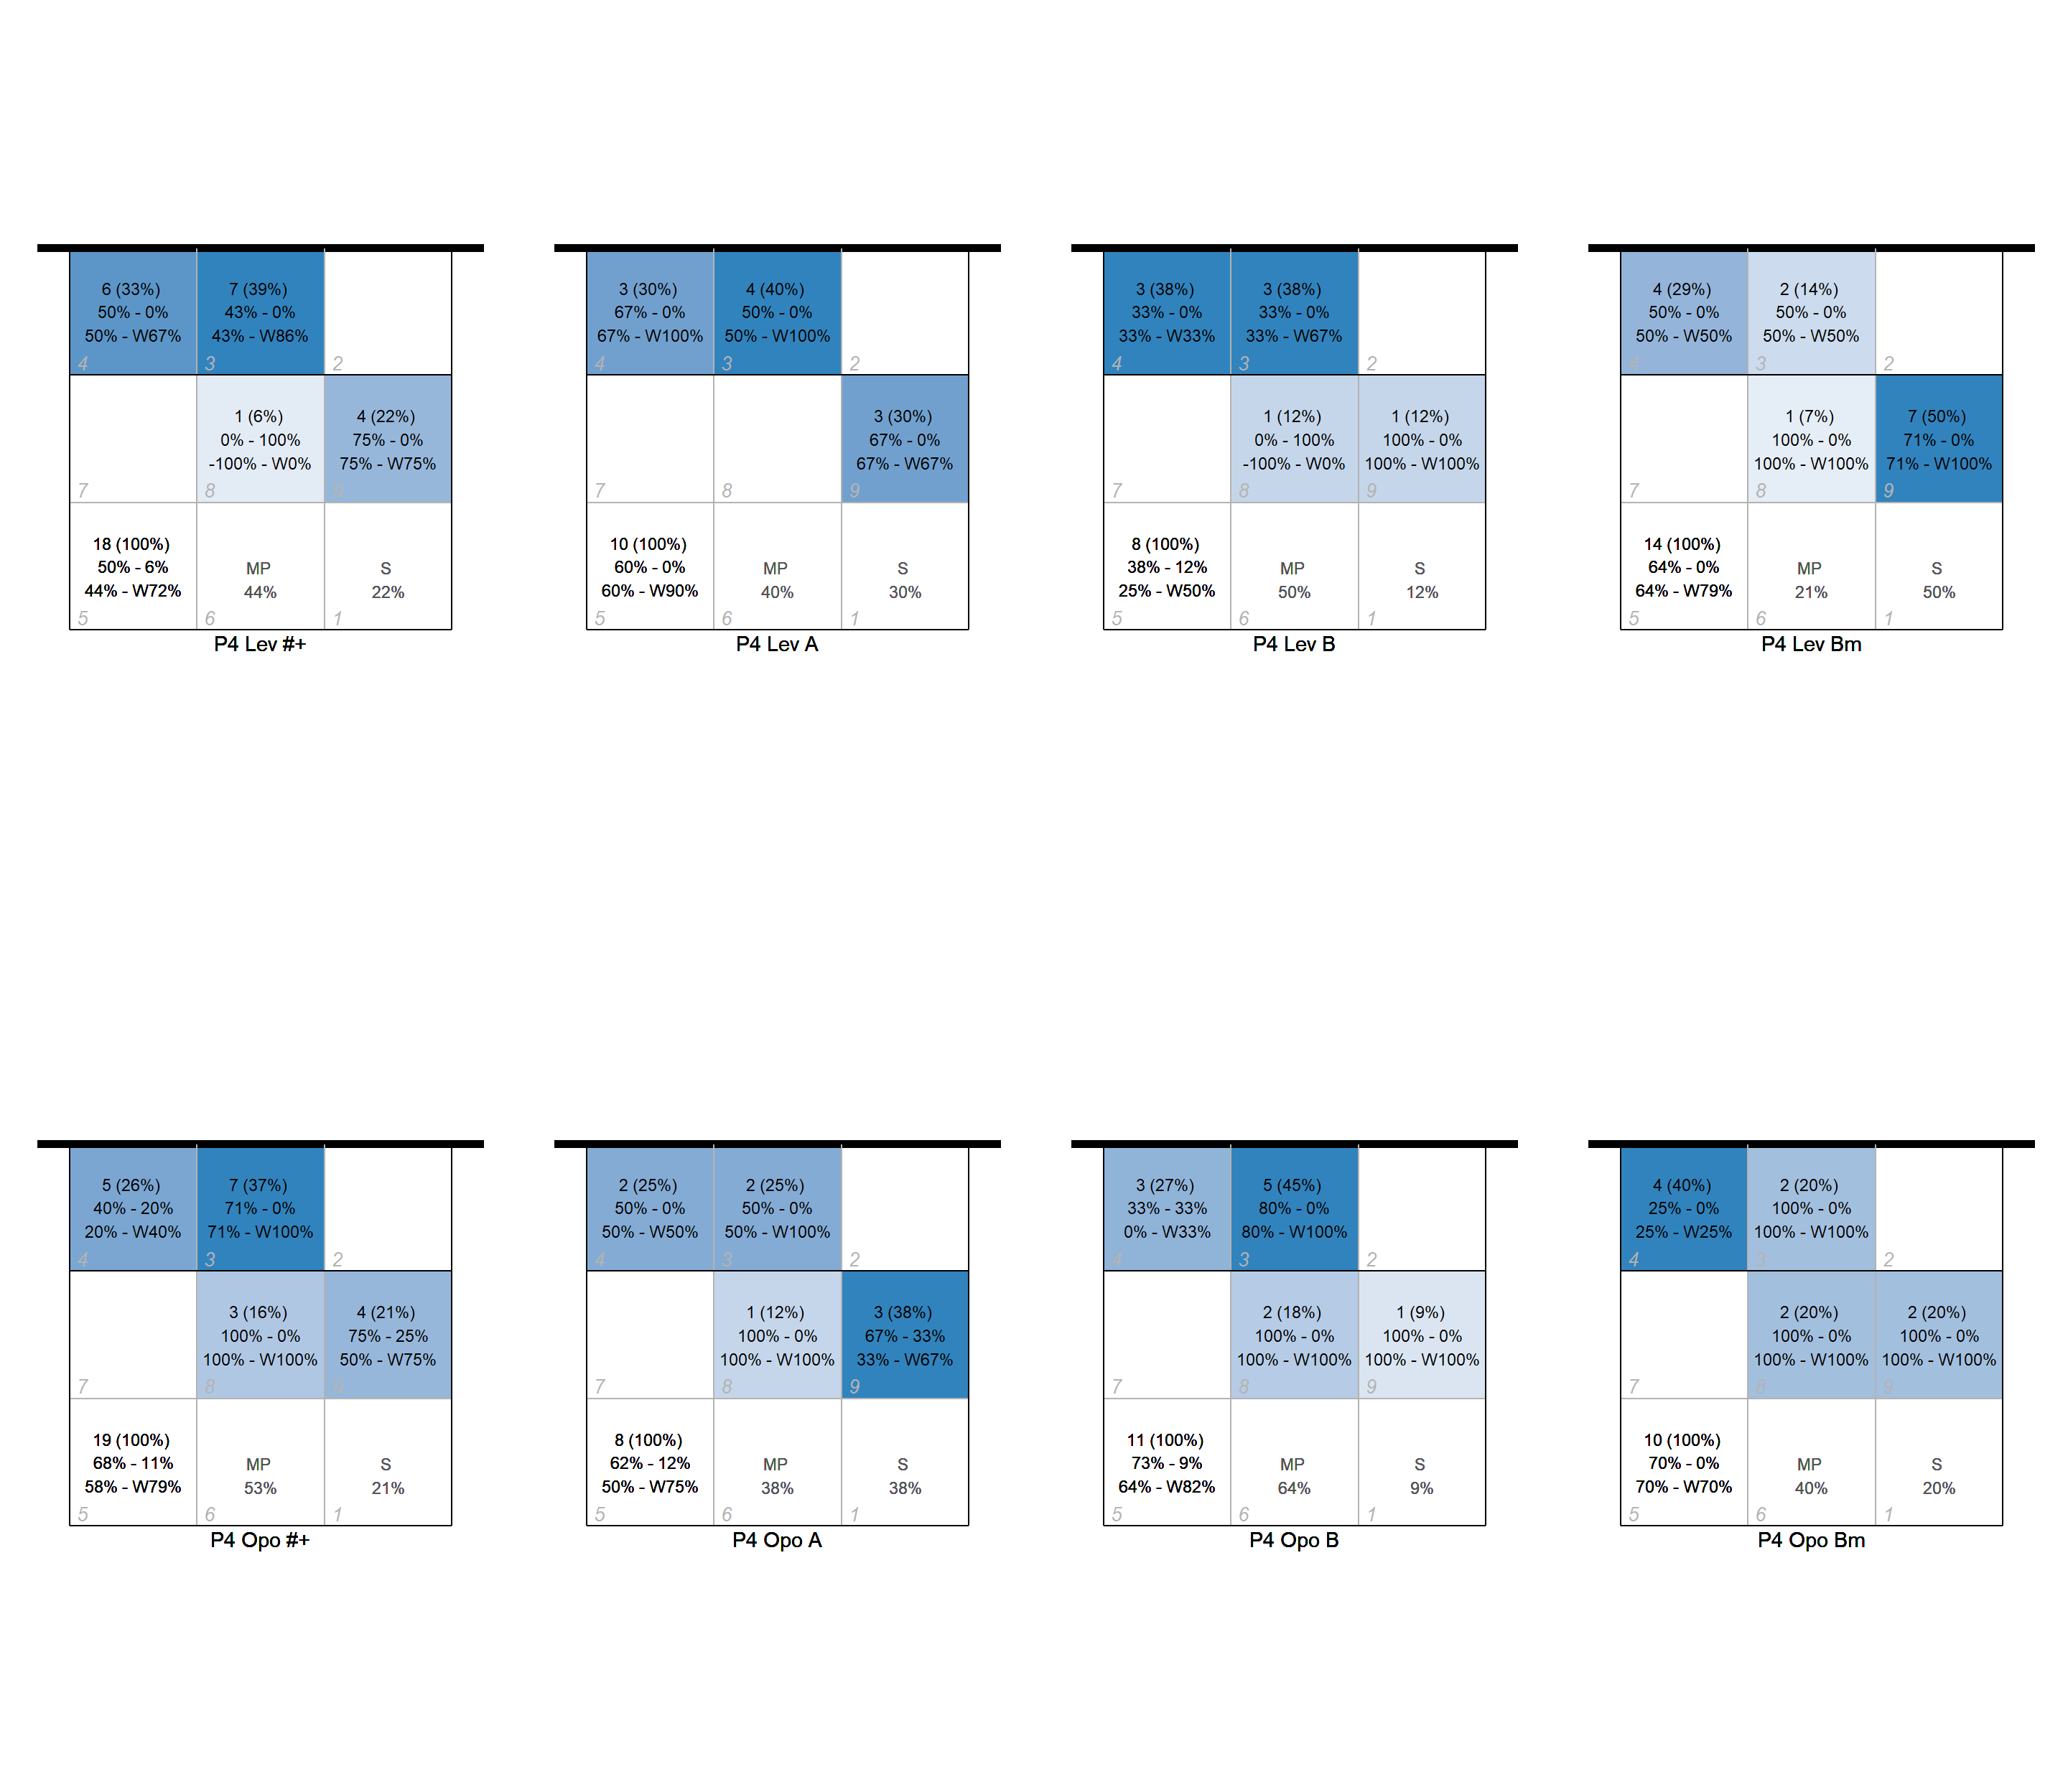 6 (33%)
50% - 0%
50% - W67%
4
7 (39%)
43% - 0%
43% - W86%
3
2
7
1 (6%)
0% - 100%
-100% - W0%
8
4 (22%)
75% - 0%
75% - W75%
9
18 (100%)
50% - 6%
44% - W72%
5
MP
44%
6
S
22%
1
P4 Lev #+
3 (30%)
67% - 0%
67% - W100%
4
4 (40%)
50% - 0%
50% - W100%
3
2
7
8
3 (30%)
67% - 0%
67% - W67%
9
10 (100%)
60% - 0%
60% - W90%
5
MP
40%
6
S
30%
1
P4 Lev A
3 (38%)
33% - 0%
33% - W33%
4
3 (38%)
33% - 0%
33% - W67%
3
2
7
1 (12%)
0% - 100%
-100% - W0%
8
1 (12%)
100% - 0%
100% - W100%
9
8 (100%)
38% - 12%
25% - W50%
5
MP
50%
6
S
12%
1
P4 Lev B
4 (29%)
50% - 0%
50% - W50%
4
2 (14%)
50% - 0%
50% - W50%
3
2
7
1 (7%)
100% - 0%
100% - W100%
8
7 (50%)
71% - 0%
71% - W100%
9
14 (100%)
64% - 0%
64% - W79%
5
MP
21%
6
S
50%
1
P4 Lev Bm
5 (26%)
40% - 20%
20% - W40%
4
7 (37%)
71% - 0%
71% - W100%
3
2
7
3 (16%)
100% - 0%
100% - W100%
8
4 (21%)
75% - 25%
50% - W75%
9
19 (100%)
68% - 11%
58% - W79%
5
MP
53%
6
S
21%
1
P4 Opo #+
2 (25%)
50% - 0%
50% - W50%
4
2 (25%)
50% - 0%
50% - W100%
3
2
7
1 (12%)
100% - 0%
100% - W100%
8
3 (38%)
67% - 33%
33% - W67%
9
8 (100%)
62% - 12%
50% - W75%
5
MP
38%
6
S
38%
1
P4 Opo A
3 (27%)
33% - 33%
0% - W33%
4
5 (45%)
80% - 0%
80% - W100%
3
2
7
2 (18%)
100% - 0%
100% - W100%
8
1 (9%)
100% - 0%
100% - W100%
9
11 (100%)
73% - 9%
64% - W82%
5
MP
64%
6
S
9%
1
P4 Opo B
4 (40%)
25% - 0%
25% - W25%
4
2 (20%)
100% - 0%
100% - W100%
3
2
7
2 (20%)
100% - 0%
100% - W100%
8
2 (20%)
100% - 0%
100% - W100%
9
10 (100%)
70% - 0%
70% - W70%
5
MP
40%
6
S
20%
1
P4 Opo Bm